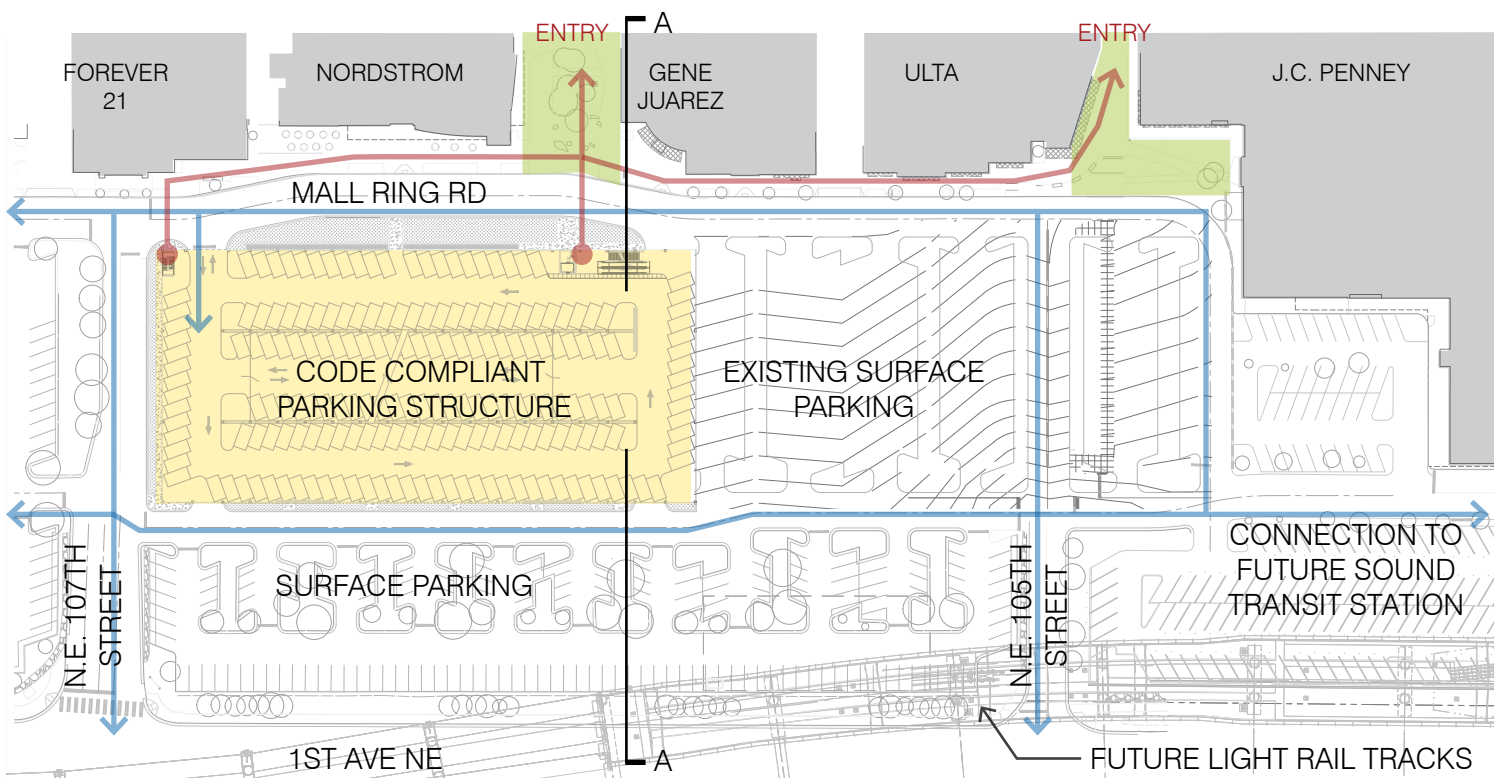 A
ENTRY
ENTRY
FOREVER
21
NORDSTROM
GENE
JUAREZ
ULTA
J.C. PENNEY
MALL RING RD
CODE COMPLIANT
PARKING STRUCTURE
EXISTING SURFACE
PARKING
N.E. 107TH
STREET
SURFACE PARKING
N.E. 105TH
STREET
CONNECTION TO
FUTURE SOUND
TRANSIT STATION
1ST AVE NE
A
FUTURE LIGHT RAIL TRACKS